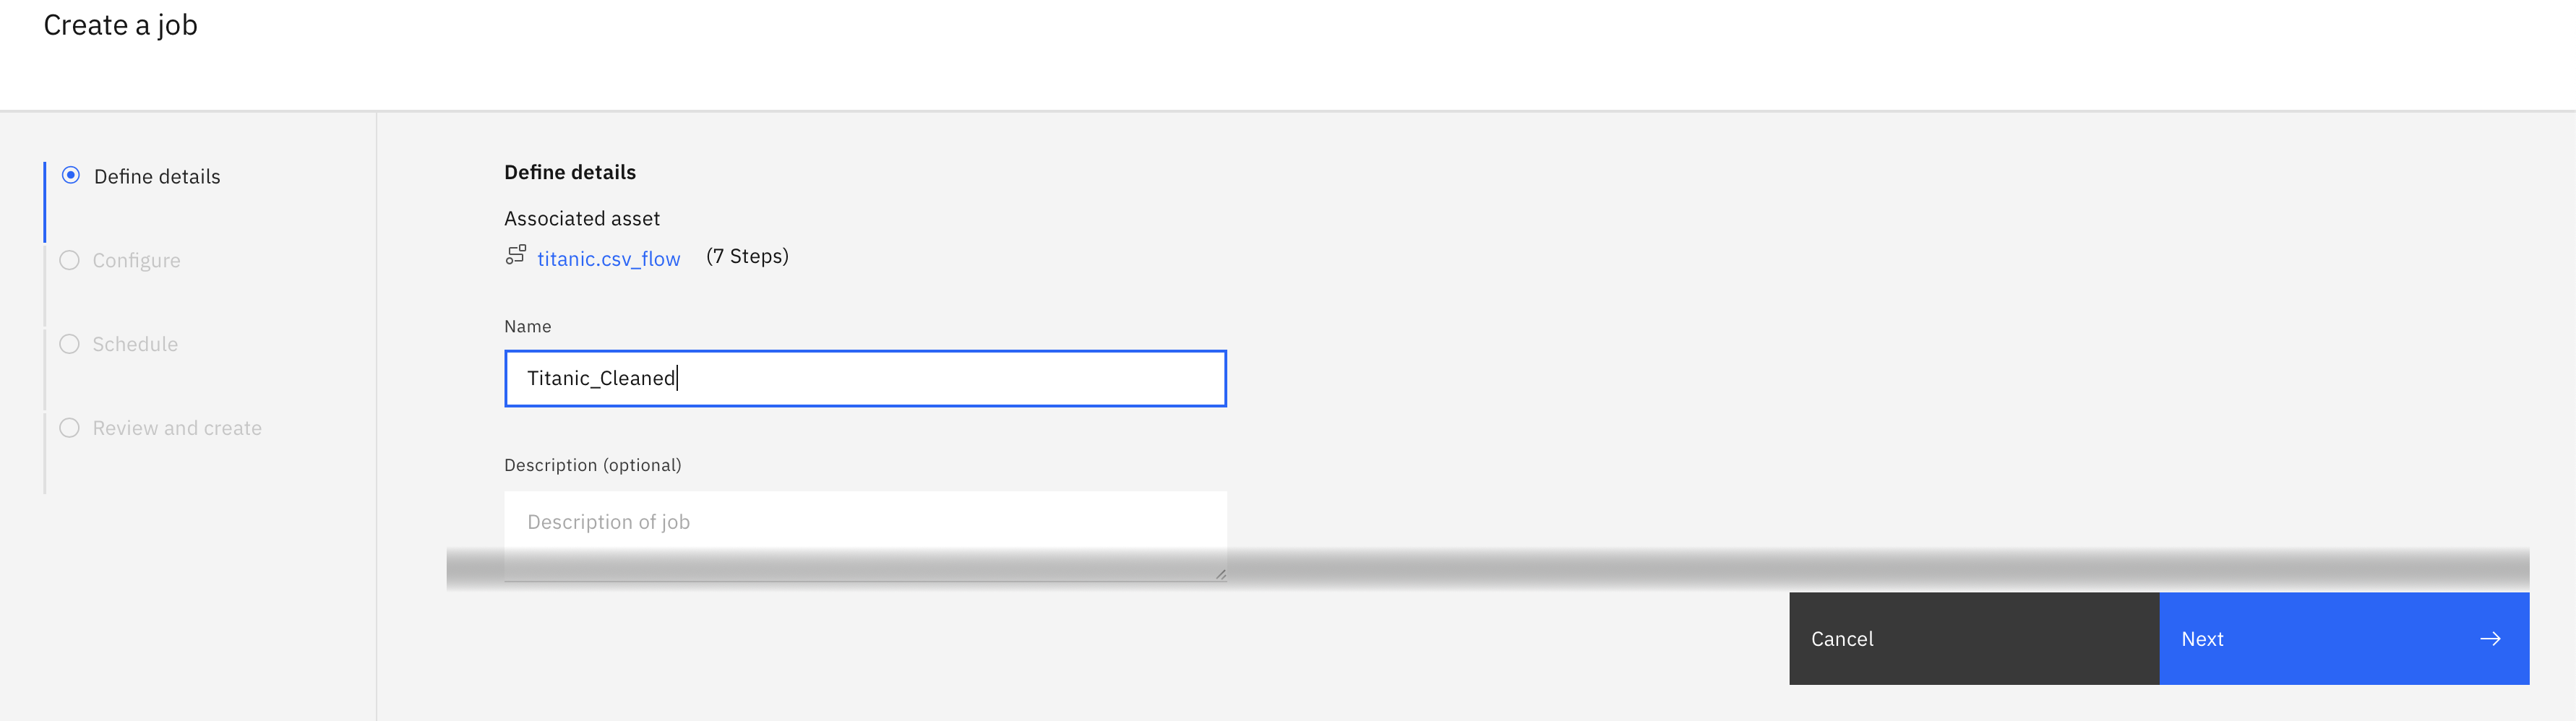 Create a job
Define details
Configure
Schedule
Review and create
Define details
Associated asset
titanic.csv_flow (7 Steps)
Name
Titanic_Cleaned
Description (optional)
Description of job
Cancel
Next